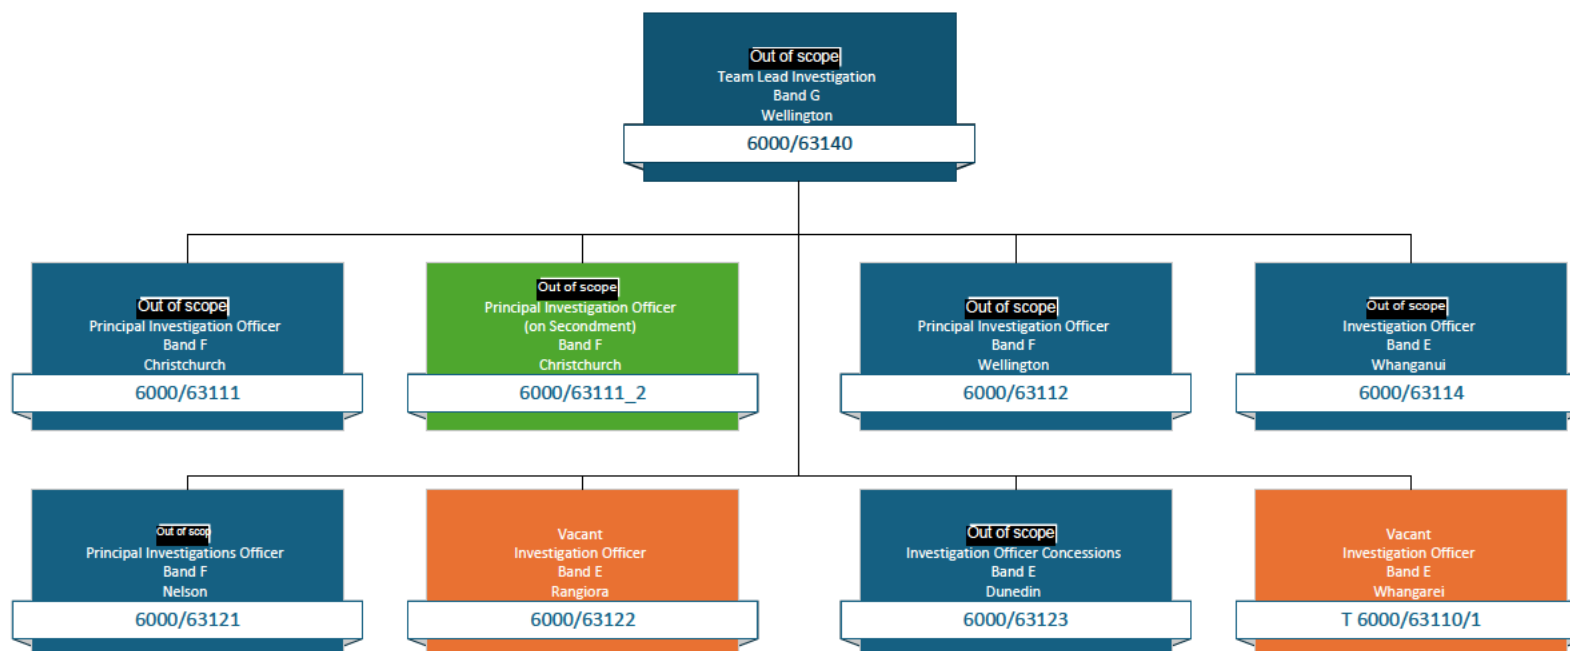 Out of scope
Team Lead Investigation
Band G
Wellington
6000/63140
Out of scope
Principal Investigation Officer
Band F
Christchurch
6000/63111
Out of scope
Principal Investigation Officer
(on Secondment)
Band F
Christchurch
6000/63111_2
Out of scope
Principal Investigation Officer
Band F
Wellington
6000/63112
Out of scope
Investigation Officer
Band E
Whanganui
6000/63114
Out of scop
Principal Investigations Officer
Band F
Nelson
6000/63121
Vacant
Investigation Officer
Band E
Rangiora
6000/63122
Out of scope
Investigation Officer Concessions
Band E
Dunedin
6000/63123
Vacant
Investigation Officer
Band E
Whangarei
T 6000/63110/1